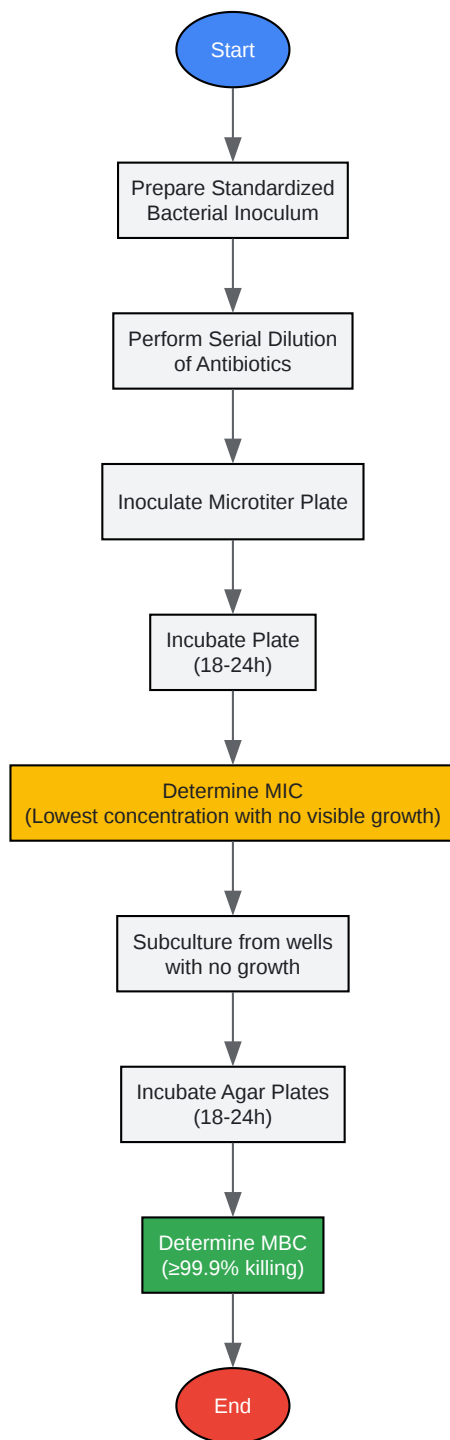 Start
Prepare Standardized
Bacterial Inoculum
Perform Serial Dilution
of Antibiotics
Inoculate Microtiter Plate
Incubate Plate
(18-24h)
Determine MIC
(Lowest concentration with no visible growth)
Subculture from wells
with no growth
Incubate Agar Plates
(18-24h)
Determine MBC
(≥99.9% killing)
End